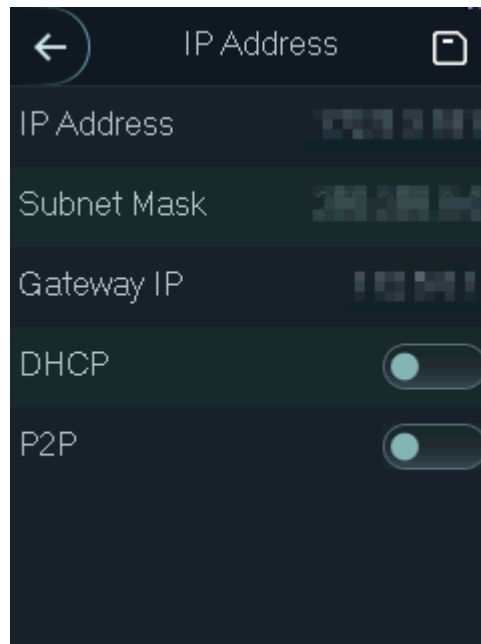 IP Address
IP Address
Subnet Mask
Gateway IP
DHCP
P2P